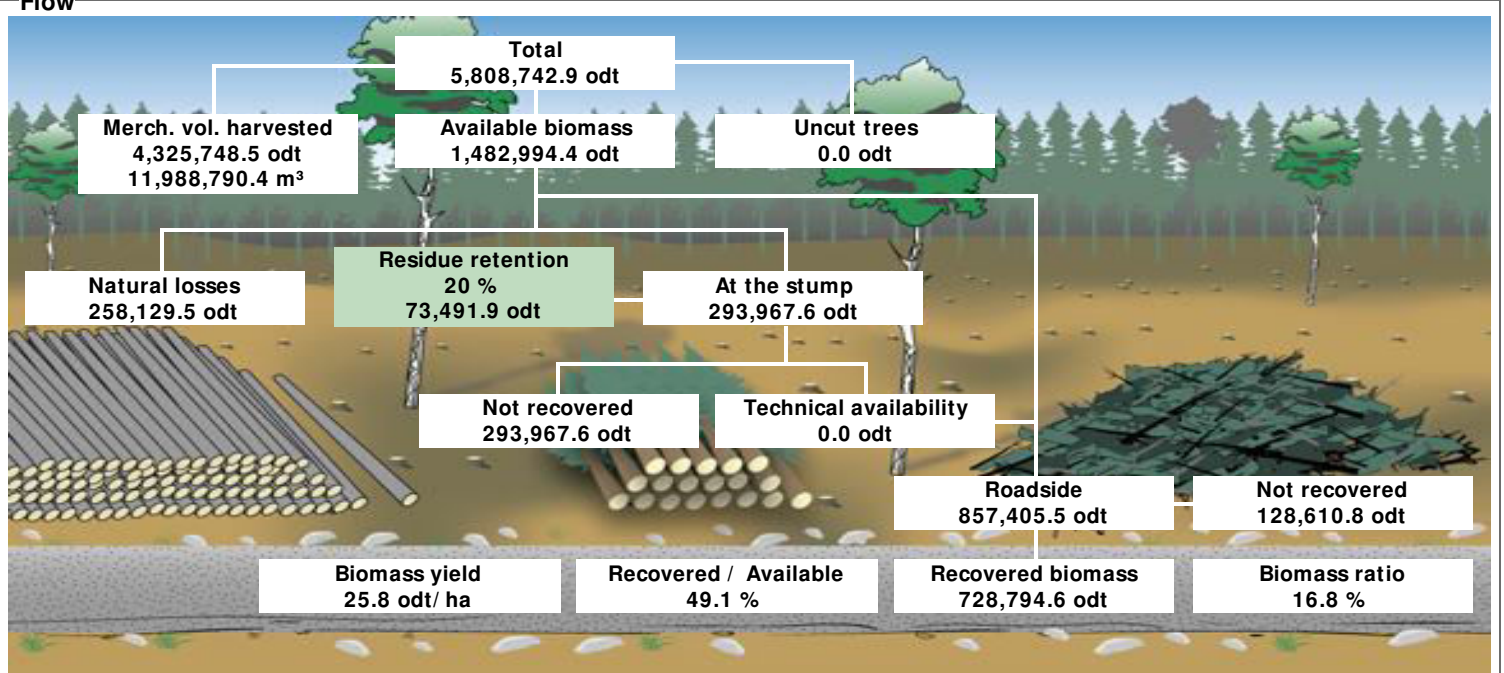 Flow
Total
5,808,742.9 odt
Merch. vol. harvested
4,325,748.5 odt
11,988,790.4 m³
Available biomass
1,482,994.4 odt
Uncut trees
0.0 odt
Natural losses
258,129.5 odt
Residue retention
20 %
73,491.9 odt
At the stump
293,967.6 odt
Not recovered
293,967.6 odt
Technical availability
0.0 odt
Roadside
857,405.5 odt
Not recovered
128,610.8 odt
Biomass yield
25.8 odt/ ha
Recovered / Available
49.1 %
Recovered biomass
728,794.6 odt
Biomass ratio
16.8 %